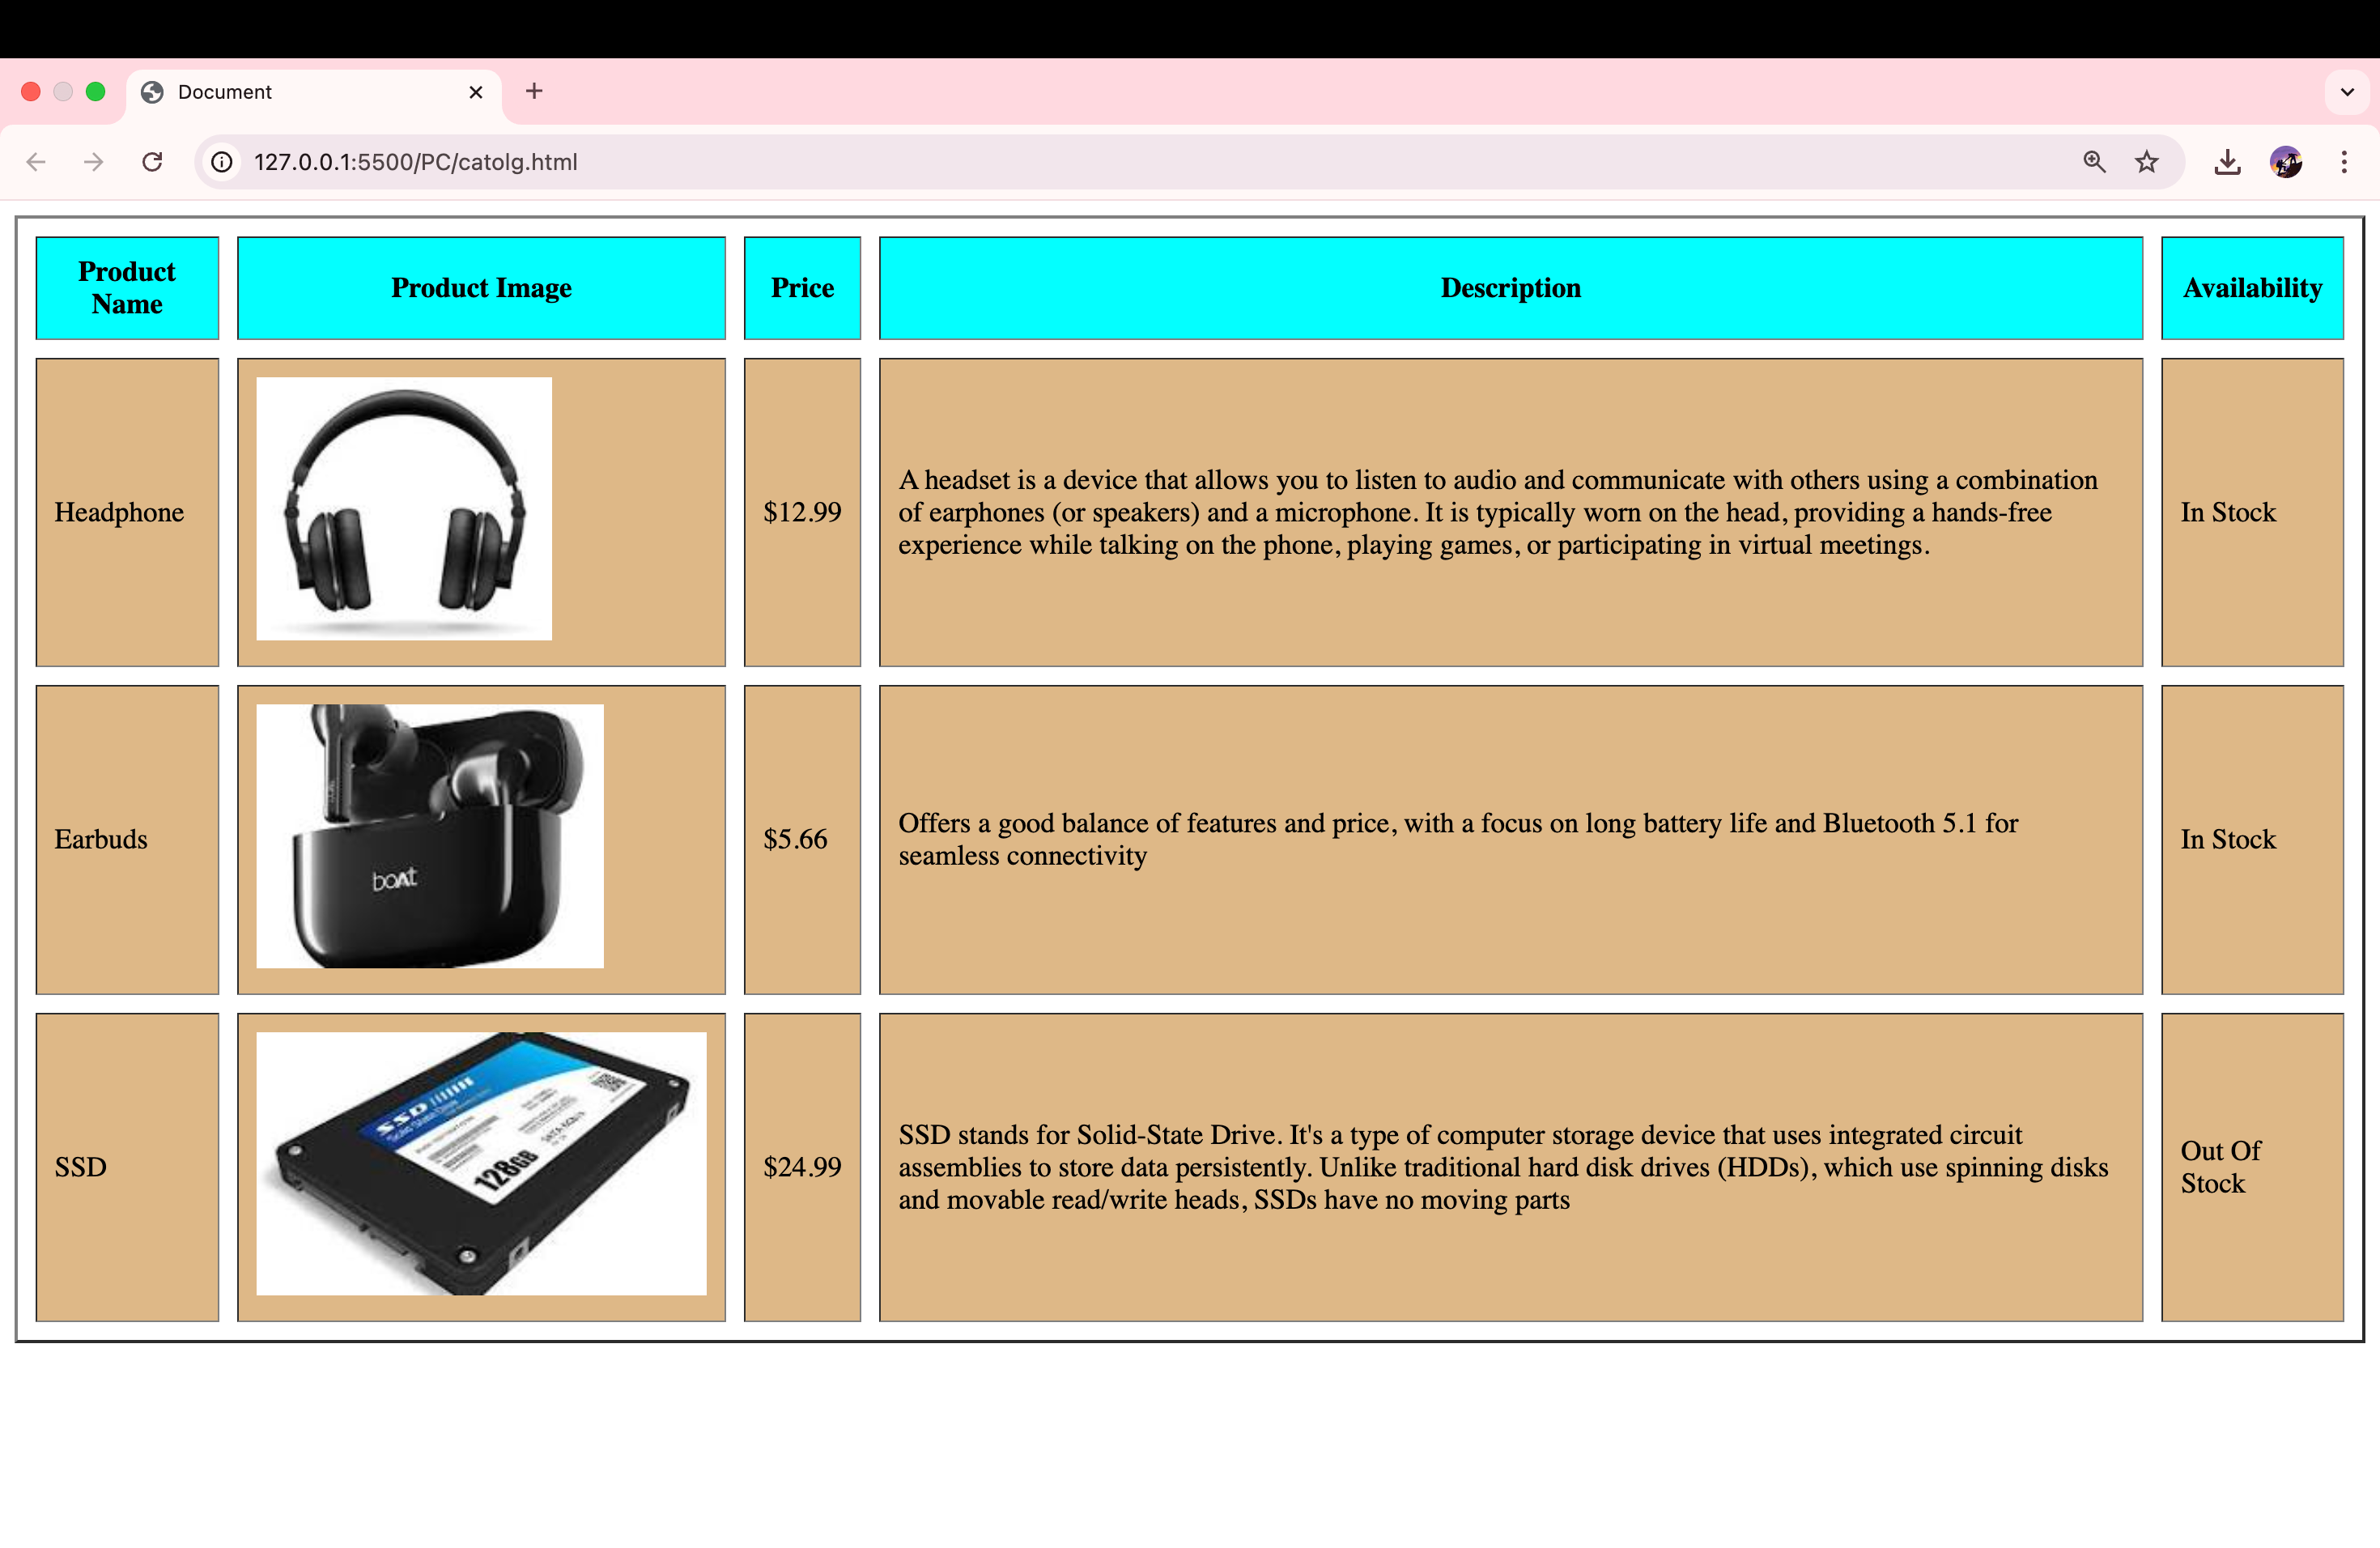 Document
127.0.0.1:5500/PC/catolg.html
Product
Name
Product Image
Price
Description
Availability
Headphone
$12.99
A headset is a device that allows you to listen to audio and communicate with others using a combination
of earphones (or speakers) and a microphone. It is typically worn on the head, providing a hands-free
experience while talking on the phone, playing games, or participating in virtual meetings.
In Stock
Earbuds
boAt
$5.66
Offers a good balance of features and price, with a focus on long battery life and Bluetooth 5.1 for
seamless connectivity
In Stock
SSD
SSD
Solid State Drive
SATA 6GB/s
128GB
$24.99
SSD stands for Solid-State Drive. It's a type of computer storage device that uses integrated circuit
assemblies to store data persistently. Unlike traditional hard disk drives (HDDs), which use spinning disks
and movable read/write heads, SSDs have no moving parts
Out Of
Stock